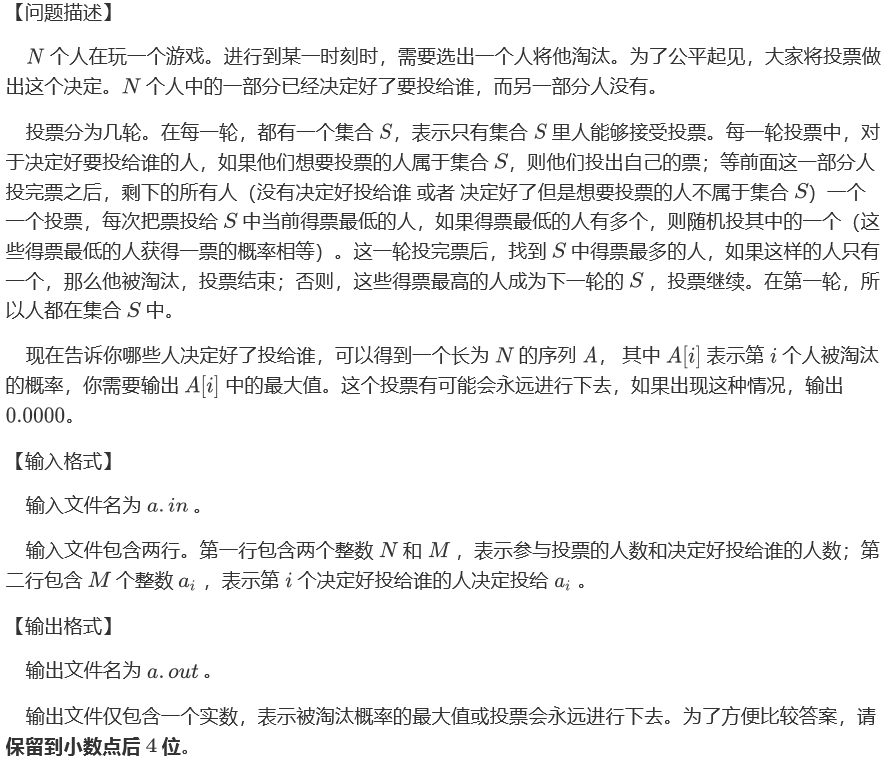 【问题描述】
N 个人在玩一个游戏。进行到某一时刻时，需要选出一个人将他淘汰。为了公平起见，大家将投票做
出这个决定。N 个人中的一部分已经决定好了要投给谁，而另一部分人没有。
投票分为几轮。在每一轮，都有一个集合 S，表示只有集合 S 里人能够接受投票。每一轮投票中，对
于决定好要投给谁的人，如果他们想要投票的人属于集合 S，则他们投出自己的票；等前面这一部分人
投完票之后，剩下的所有人（没有决定好投给谁 或者 决定好了但是想要投票的人不属于集合 S）一个
一个投票，每次把票投给 S 中当前得票最低的人，如果得票最低的人有多个，则随机投其中的一个（这
些得票最低的人获得一票的概率相等）。这一轮投完票后，找到 S 中得票最多的人，如果这样的人只有
一个，那么他被淘汰，投票结束；否则，这些得票最高的人成为下一轮的 S ，投票继续。在第一轮，所
以人都在集合 S 中。
现在告诉你哪些人决定好了投给谁，可以得到一个长为 N 的序列 A， 其中 A[i] 表示第 i 个人被淘汰
的概率，你需要输出 A[i] 中的最大值。这个投票有可能会永远进行下去，如果出现这种情况，输出
0.0000。
【输入格式】
输入文件名为 a.in 。
输入文件包含两行。第一行包含两个整数 N 和 M ，表示参与投票的人数和决定好投给谁的人数；第
二行包含 M 个整数 a_i ，表示第 i 个决定好投给谁的人决定投给 a_i 。
【输出格式】
输出文件名为 a.out 。
输出文件仅包含一个实数，表示被淘汰概率的最大值或投票会永远进行下去。为了方便比较答案，请
保留到小数点后 4 位。